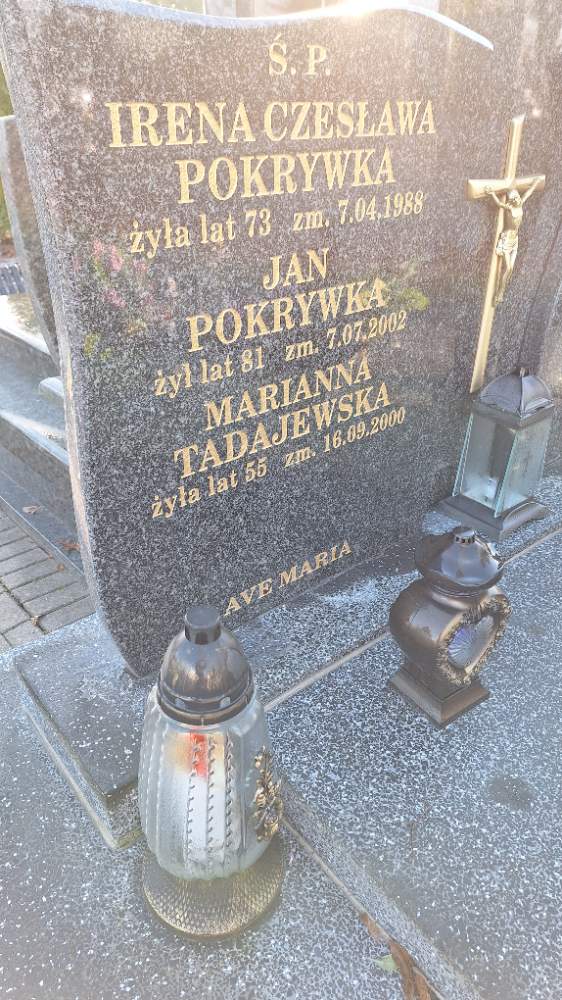 Ś. P.
IRENA CZESŁAWA
POKRYWKA
żyła lat 73 zm. 7.04.1988
JAN
POKRYWKA
żył lat 81 zm. 7.07.2002
MARIANNA
TADAJEWSKA
żyła lat 55 zm. 16.09.2000
AVE MARIA